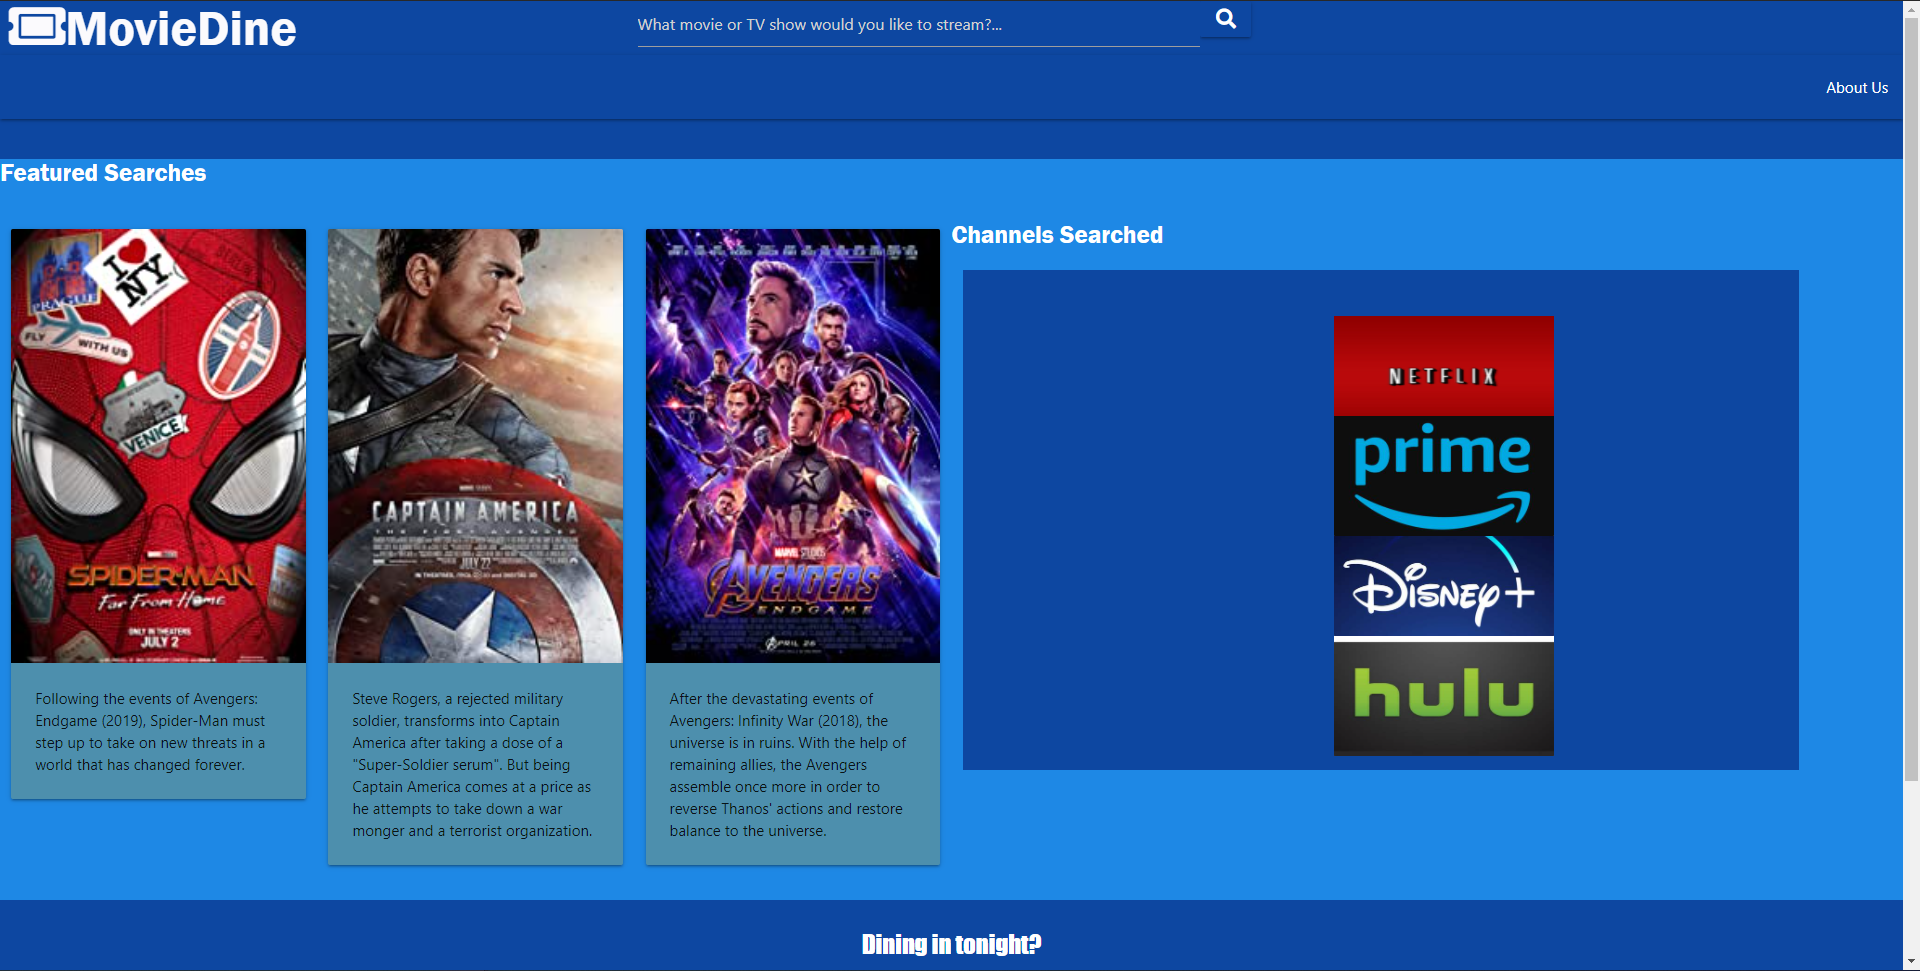 MovieDine
What movie or TV show would you like to stream?...
About Us
Featured Searches
Channels Searched
PRAGUE
I
NY
FLY WITH US
VENICE
SPIDER-MAN
Far From Home
ONLY IN THEATERS
JULY 2
CAPTAIN AMERICA
THE FIRST AVENGER
JULY 22
IN THEATERS, REAL D 3D AND DIGITAL 3D
MARVEL STUDIOS
AVENGERS
ENDGAME
APRIL 26
NETFLIX
prime
Disney+
hulu
Following the events of Avengers:
Endgame (2019), Spider-Man must
step up to take on new threats in a
world that has changed forever.
Steve Rogers, a rejected military
soldier, transforms into Captain
America after taking a dose of a
"Super-Soldier serum". But being
Captain America comes at a price as
he attempts to take down a war
monger and a terrorist organization.
After the devastating events of
Avengers: Infinity War (2018), the
universe is in ruins. With the help of
remaining allies, the Avengers
assemble once more in order to
reverse Thanos' actions and restore
balance to the universe.
Dining in tonight?